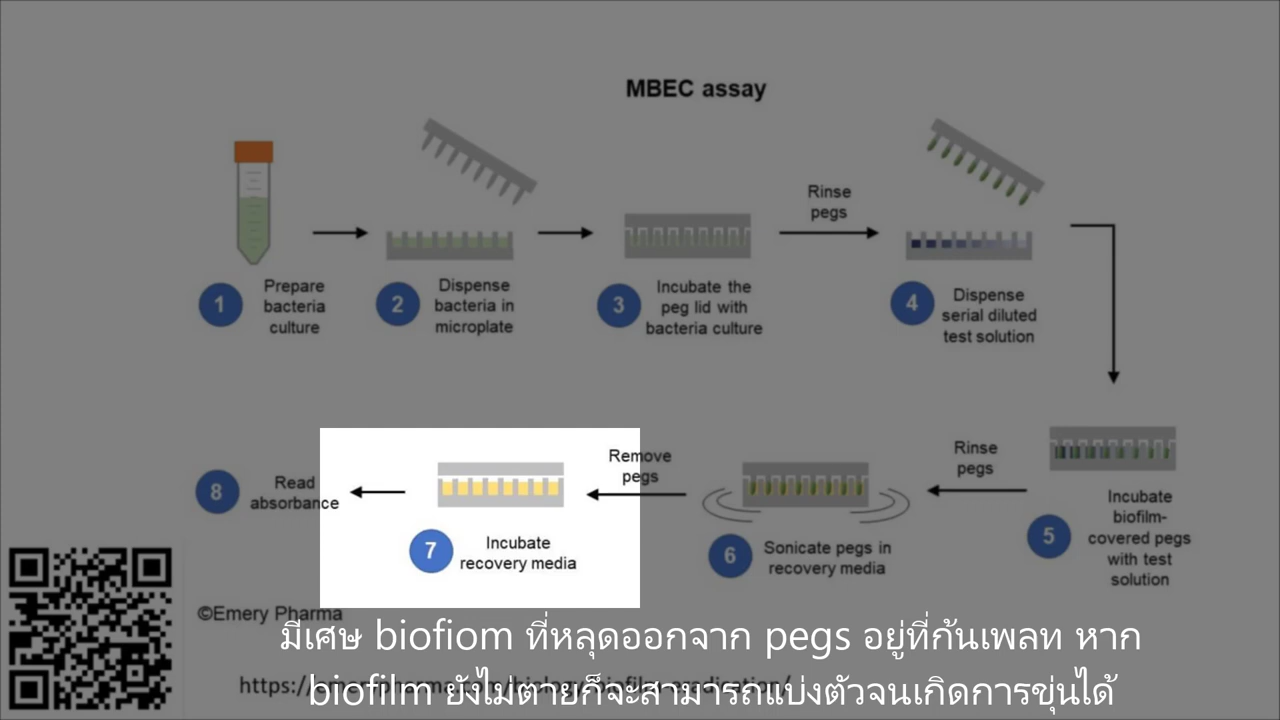 MBEC assay
Rinse
pegs
1
Prepare
bacteria
culture
2
Dispense
bacteria in
microplate
3
Incubate the
peg lid with
bacteria culture
4
Dispense
serial diluted
test solution
Rinse
pegs
5
Incubate
biofilm-
covered pegs
with test
solution
Remove
pegs
6
Sonicate pegs in
recovery media
7
Incubate
recovery media
8
Read
absorbance
©Emery Pharma
มีเศษ biofiom ที่หลุดออกจาก pegs อยู่ที่ก้นเพลท หาก
biofilm ยังไม่ตายก็จะสามารถแบ่งตัวจนเกิดการขุ่นได้
https://